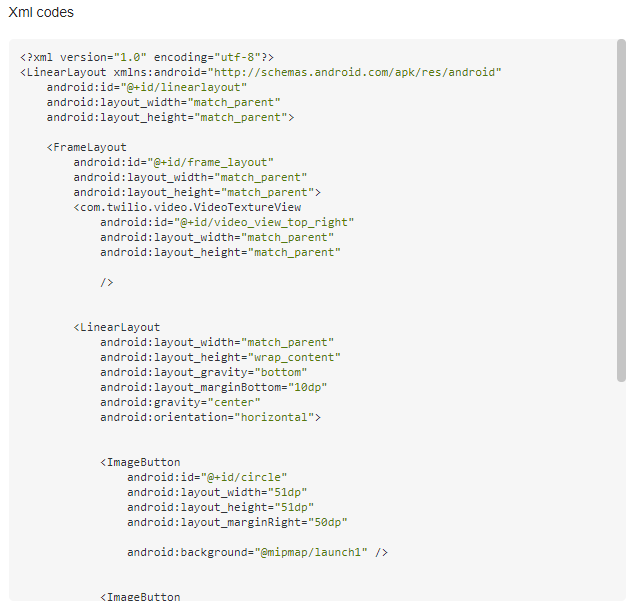 Xml codes
<?xml version="1.0" encoding="utf-8"?>
<LinearLayout xmlns:android="http://schemas.android.com/apk/res/android"
    android:id="@+id/linearlayout"
    android:layout_width="match_parent"
    android:layout_height="match_parent">
    <FrameLayout
        android:id="@+id/frame_layout"
        android:layout_width="match_parent"
        android:layout_height="match_parent">
        <com.twilio.video.VideoTextureView
            android:id="@+id/video_view_top_right"
            android:layout_width="match_parent"
            android:layout_height="match_parent"
            />
        <LinearLayout
            android:layout_width="match_parent"
            android:layout_height="wrap_content"
            android:layout_gravity="bottom"
            android:layout_marginBottom="10dp"
            android:gravity="center"
            android:orientation="horizontal">
            <ImageButton
                android:id="@+id/circle"
                android:layout_width="51dp"
                android:layout_height="51dp"
                android:layout_marginRight="50dp"
                android:background="@mipmap/launch1" />
            <ImageButton